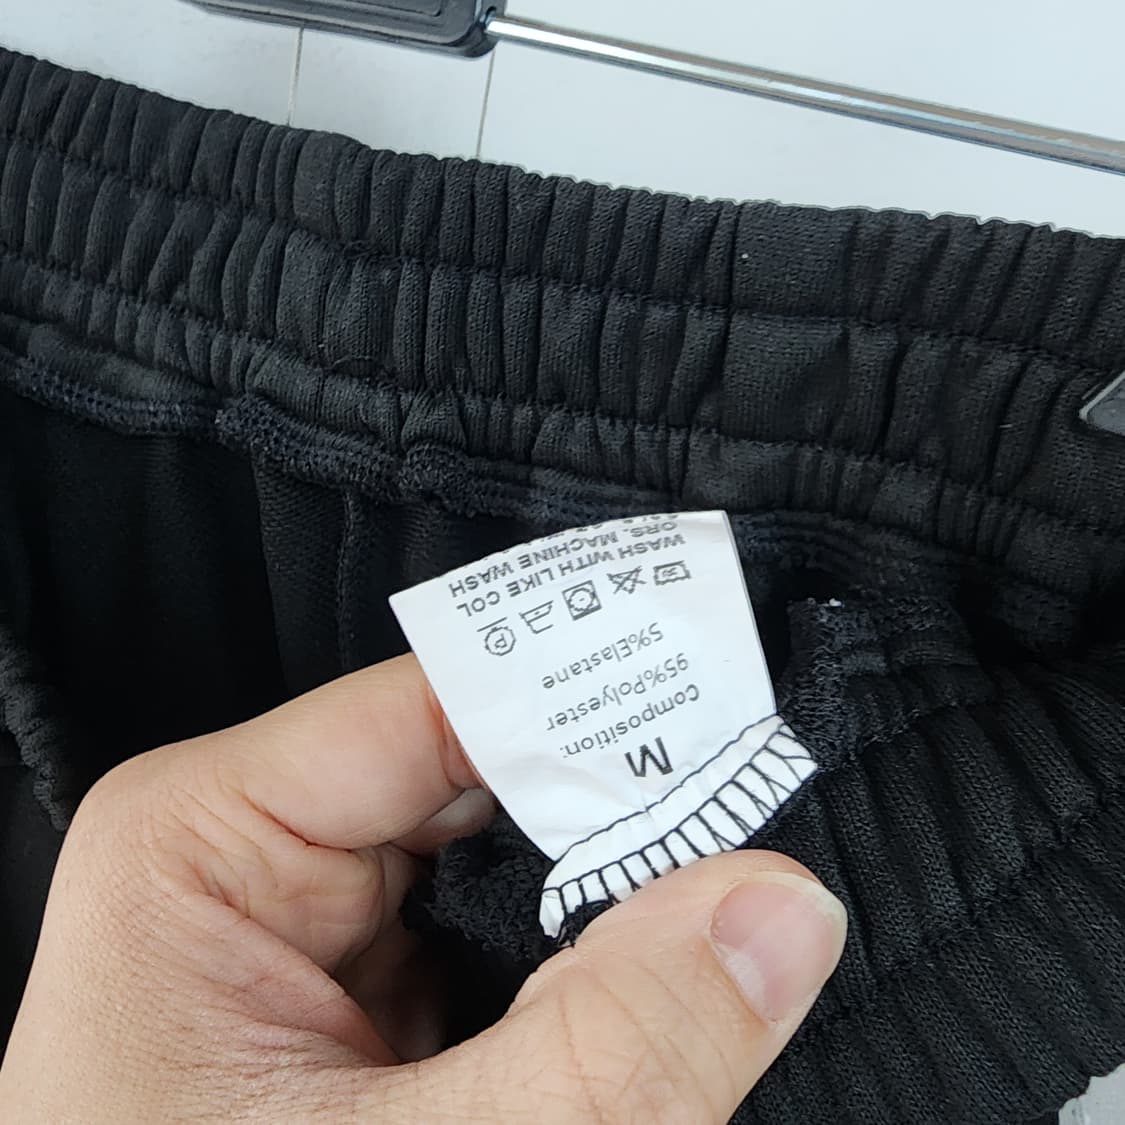 M
Composition:
95%Polyester
5%Elastane
P
WASH WITH LIKE COL
ORS. MACHINE WASH